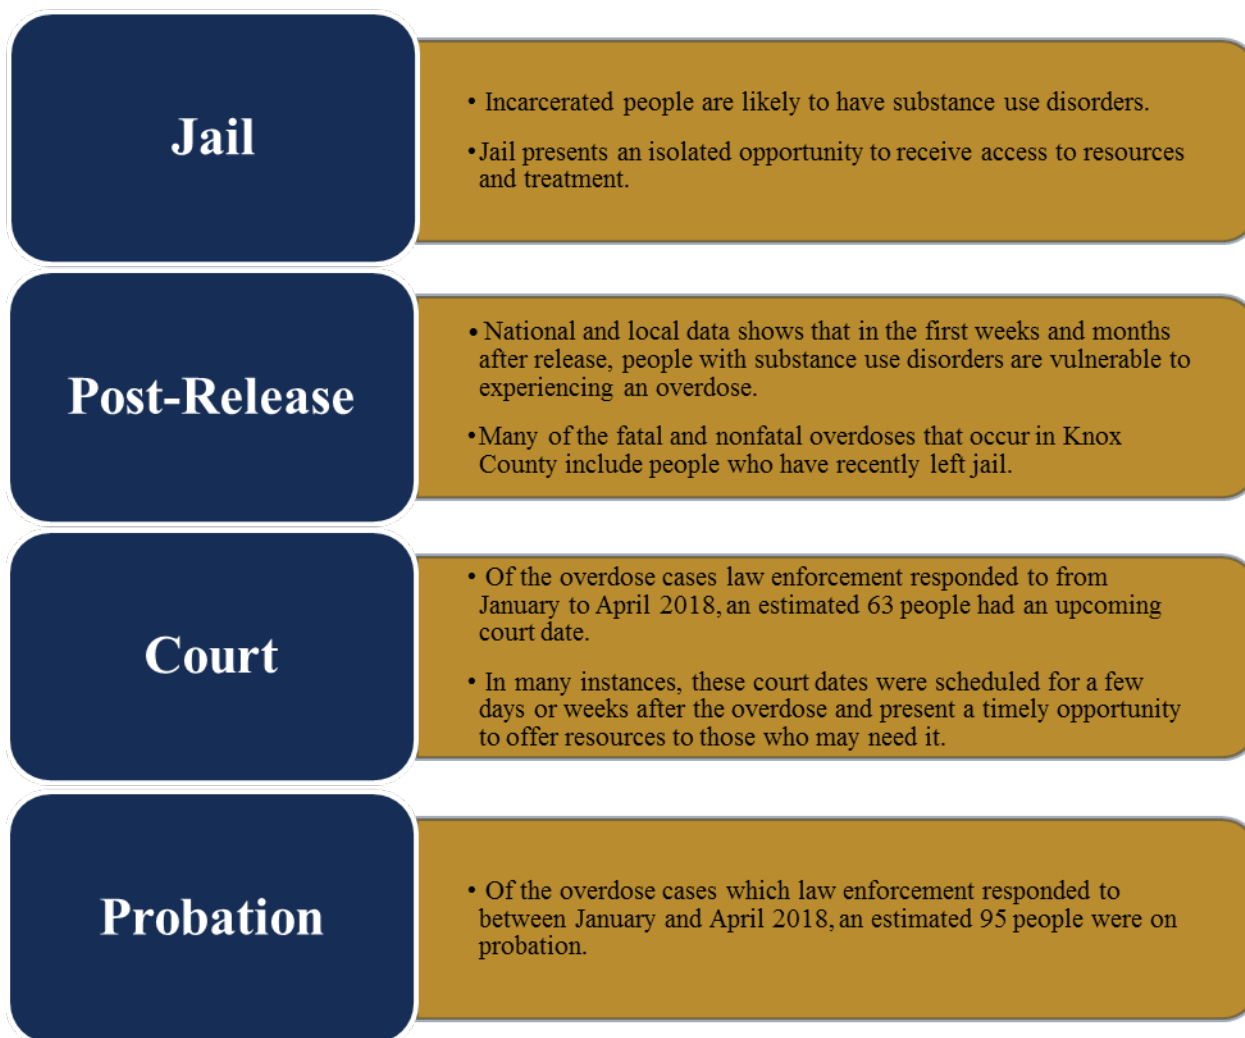 Jail
• Incarcerated people are likely to have substance use disorders.
• Jail presents an isolated opportunity to receive access to resources
and treatment.
Post-Release
• National and local data shows that in the first weeks and months
after release, people with substance use disorders are vulnerable to
experiencing an overdose.
• Many of the fatal and nonfatal overdoses that occur in Knox
County include people who have recently left jail.
Court
• Of the overdose cases law enforcement responded to from
January to April 2018, an estimated 63 people had an upcoming
court date.
• In many instances, these court dates were scheduled for a few
days or weeks after the overdose and present a timely opportunity
to offer resources to those who may need it.
Probation
• Of the overdose cases which law enforcement responded to
between January and April 2018, an estimated 95 people were on
probation.